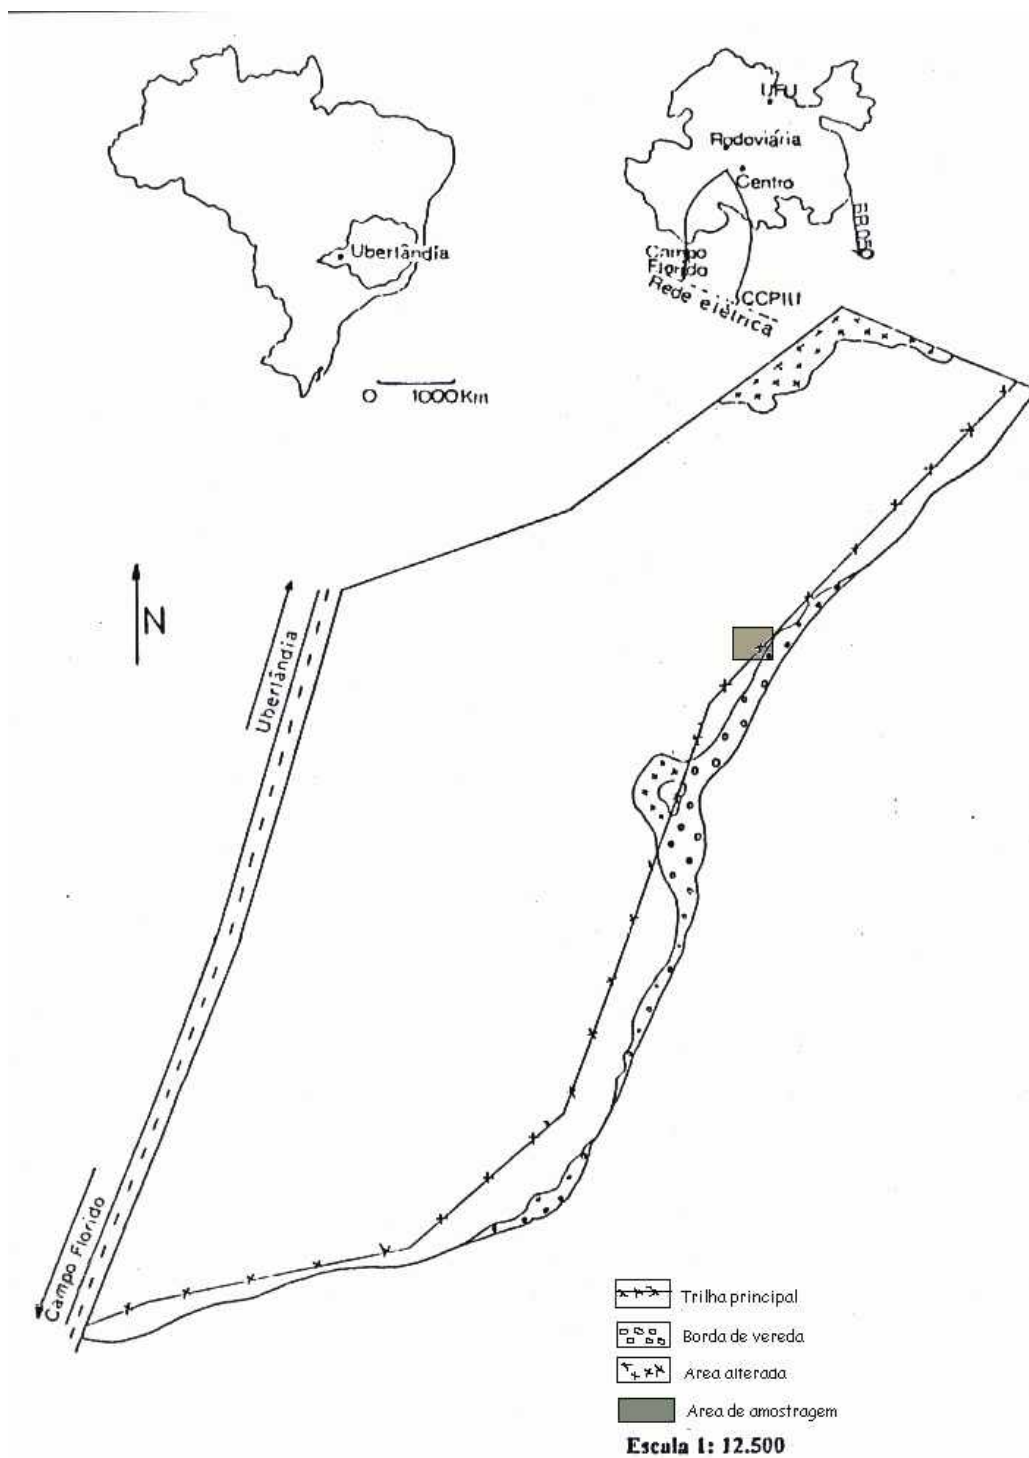 UFU
Rodoviária
Centro
BR050
Uberlândia
Campo
Florido
CCPIU
Rede elétrica
0 1000Km
N
Uberlândia
Campo Florido
Trilha principal
Borda de vereda
Area alterada
Area de amostragem
Escala 1: 12.500